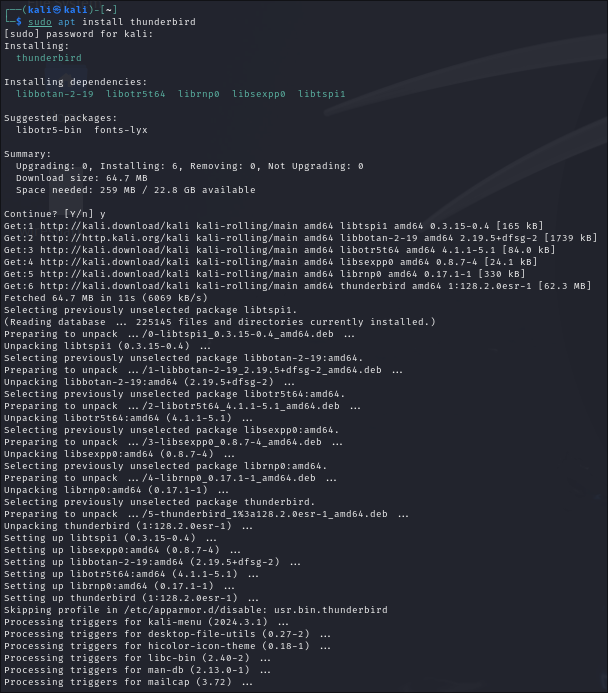 ┌──(kali㉿kali)-[~]
└─$ sudo apt install thunderbird
[sudo] password for kali:
Installing:
  thunderbird

Installing dependencies:
  libbotan-2-19  libotr5t64  librnp0  libsexpp0  libtspi1

Suggested packages:
  libotr5-bin  fonts-lyx

Summary:
  Upgrading: 0, Installing: 6, Removing: 0, Not Upgrading: 0
  Download size: 64.7 MB
  Space needed: 259 MB / 22.8 GB available

Continue? [Y/n] y
Get:1 http://kali.download/kali kali-rolling/main amd64 libtspi1 amd64 0.3.15-0.4 [165 kB]
Get:2 http://http.kali.org/kali kali-rolling/main amd64 libbotan-2-19 amd64 2.19.5+dfsg-2 [1739 kB]
Get:3 http://kali.download/kali kali-rolling/main amd64 libotr5t64 amd64 4.1.1-5.1 [84.0 kB]
Get:4 http://kali.download/kali kali-rolling/main amd64 libsexpp0 amd64 0.8.7-4 [24.1 kB]
Get:5 http://kali.download/kali kali-rolling/main amd64 librnp0 amd64 0.17.1-1 [330 kB]
Get:6 http://kali.download/kali kali-rolling/main amd64 thunderbird amd64 1:128.2.0esr-1 [62.3 MB]
Fetched 64.7 MB in 11s (6069 kB/s)
Selecting previously unselected package libtspi1.
(Reading database ... 225145 files and directories currently installed.)
Preparing to unpack .../0-libtspi1_0.3.15-0.4_amd64.deb ...
Unpacking libtspi1 (0.3.15-0.4) ...
Selecting previously unselected package libbotan-2-19:amd64.
Preparing to unpack .../1-libbotan-2-19_2.19.5+dfsg-2_amd64.deb ...
Unpacking libbotan-2-19:amd64 (2.19.5+dfsg-2) ...
Selecting previously unselected package libotr5t64:amd64.
Preparing to unpack .../2-libotr5t64_4.1.1-5.1_amd64.deb ...
Unpacking libotr5t64:amd64 (4.1.1-5.1) ...
Selecting previously unselected package libsexpp0:amd64.
Preparing to unpack .../3-libsexpp0_0.8.7-4_amd64.deb ...
Unpacking libsexpp0:amd64 (0.8.7-4) ...
Selecting previously unselected package librnp0:amd64.
Preparing to unpack .../4-librnp0_0.17.1-1_amd64.deb ...
Unpacking librnp0:amd64 (0.17.1-1) ...
Selecting previously unselected package thunderbird.
Preparing to unpack .../5-thunderbird_1%3a128.2.0esr-1_amd64.deb ...
Unpacking thunderbird (1:128.2.0esr-1) ...
Setting up libtspi1 (0.3.15-0.4) ...
Setting up libsexpp0:amd64 (0.8.7-4) ...
Setting up libbotan-2-19:amd64 (2.19.5+dfsg-2) ...
Setting up libotr5t64:amd64 (4.1.1-5.1) ...
Setting up librnp0:amd64 (0.17.1-1) ...
Setting up thunderbird (1:128.2.0esr-1) ...
Skipping profile in /etc/apparmor.d/disable: usr.bin.thunderbird
Processing triggers for kali-menu (2024.3.1) ...
Processing triggers for desktop-file-utils (0.27-2) ...
Processing triggers for hicolor-icon-theme (0.18-1) ...
Processing triggers for libc-bin (2.40-2) ...
Processing triggers for man-db (2.13.0-1) ...
Processing triggers for mailcap (3.72) ...